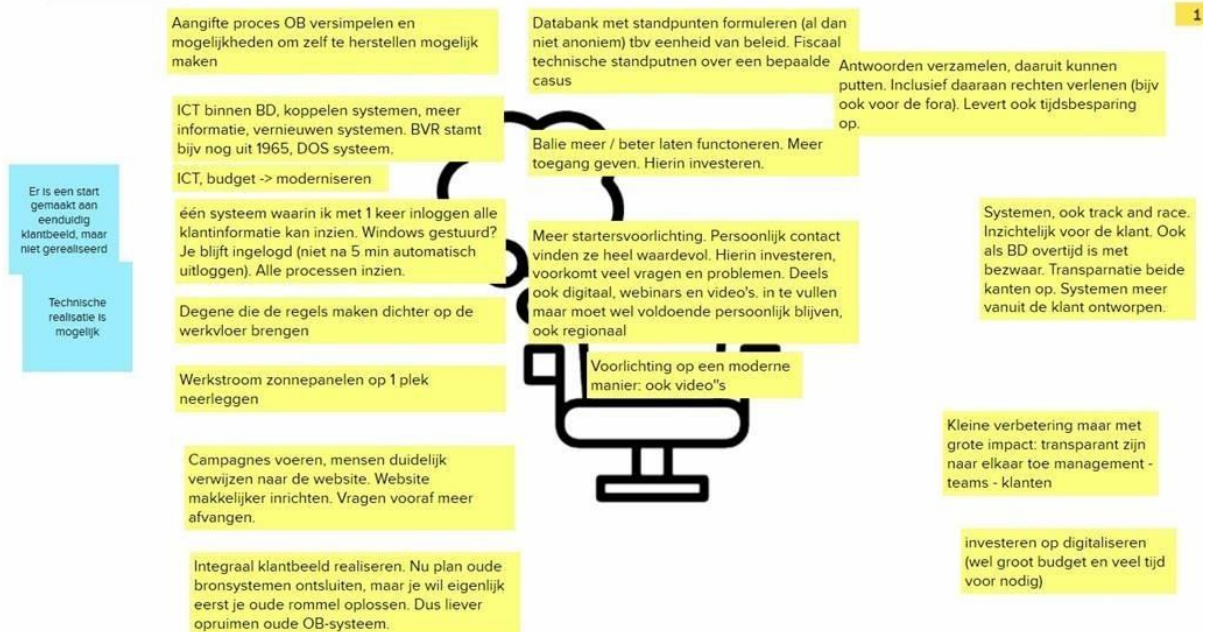 1
Aangifte proces OB versimpelen en
mogelijkheden om zelf te herstellen mogelijk
maken
ICT binnen BD, koppelen systemen, meer
informatie, vernieuwen systemen. BVR stamt
bijv nog uit 1965, DOS systeem.
ICT, budget -> moderniseren
Er is een start
gemaakt aan
eenduidig
klantbeeld, maar
niet gerealiseerd
Technische
realisatie is
mogelijk
één systeem waarin ik met 1 keer inloggen alle
klantinformatie kan inzien. Windows gestuurd?
Je blijft ingelogd (niet na 5 min automatisch
uitloggen). Alle processen inzien.
Degene die de regels maken dichter op de
werkvloer brengen
Werkstroom zonnepanelen op 1 plek
neerleggen
Campagnes voeren, mensen duidelijk
verwijzen naar de website. Website
makkelijker inrichten. Vragen vooraf meer
afvangen.
Integraal klantbeeld realiseren. Nu plan oude
bronsystemen ontsluiten, maar je wil eigenlijk
eerst je oude rommel oplossen. Dus liever
opruimen oude OB-systeem.
Databank met standpunten formuleren (al dan
niet anoniem) tbv eenheid van beleid. Fiscaal
technische standputnen over een bepaalde
casus
Antwoorden verzamelen, daaruit kunnen
putten. Inclusief daaraan rechten verlenen (bijv
ook voor de fora). Levert ook tijdsbesparing
op.
Balie meer / beter laten functoneren. Meer
toegang geven. Hierin investeren.
Meer startersvoorlichting. Persoonlijk contact
vinden ze heel waardevol. Hierin investeren,
voorkomt veel vragen en problemen. Deels
ook digitaal, webinars en video's. in te vullen
maar moet wel voldoende persoonlijk blijven,
ook regionaal
Voorlichting op een moderne
manier: ook video"s
Systemen, ook track and race.
Inzichtelijk voor de klant. Ook
als BD overtijd is met
bezwaar. Transparnatie beide
kanten op. Systemen meer
vanuit de klant ontworpen.
Kleine verbetering maar met
grote impact: transparant zijn
naar elkaar toe management -
teams - klanten
investeren op digitaliseren
(wel groot budget en veel tijd
voor nodig)